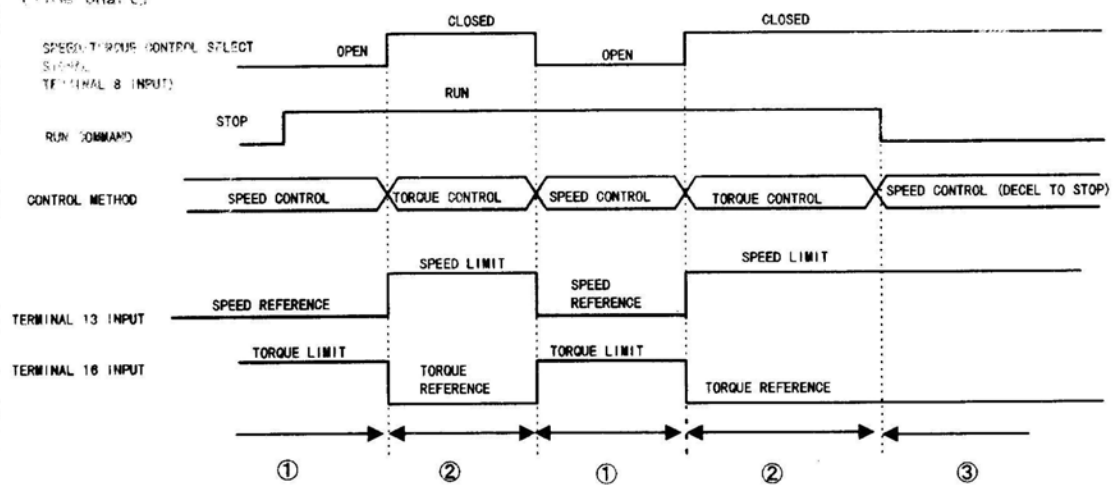 CLOSED
CLOSED
SPEED/TORQUE CONTROL SELECT
SIGNAL
TERMINAL 8 INPUT)
OPEN
OPEN
RUN
STOP
RUN COMMAND
CONTROL METHOD
SPEED CONTROL
TORQUE CONTROL
SPEED CONTROL
TORQUE CONTROL
SPEED CONTROL (DECEL TO STOP)
SPEED LIMIT
SPEED LIMIT
SPEED REFERENCE
SPEED
REFERENCE
TERMINAL 13 INPUT
TORQUE LIMIT
TORQUE LIMIT
TERMINAL 16 INPUT
TORQUE
REFERENCE
TORQUE REFERENCE
① ② ① ② ③